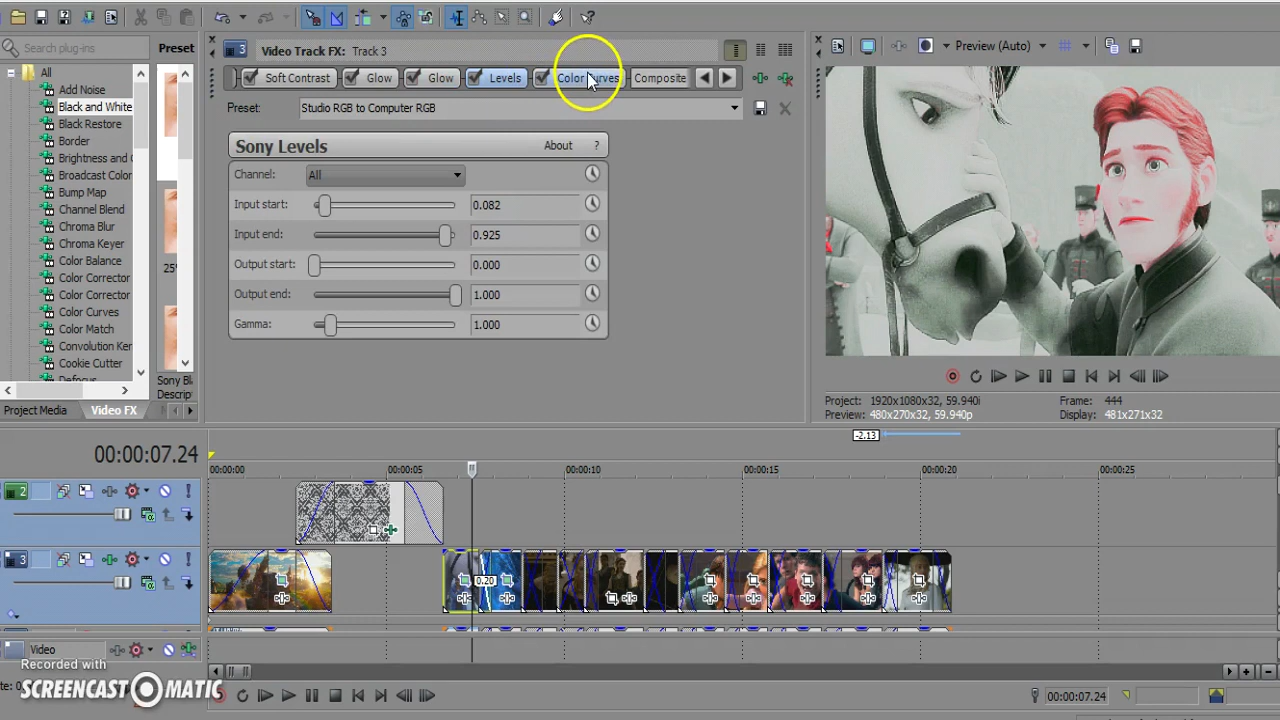 Search plug-ins
Preset
All
Add Noise
Black and White
Black Restore
Border
Brightness and C
Broadcast Color
Bump Map
Channel Blend
Chroma Blur
Chroma Keyer
Color Balance
Color Corrector
Color Corrector
Color Curves
Color Match
Convolution Ker
Cookie Cutter
Defocus
25%
Sony Bl
Descrip
Project Media
Video FX
3
Video Track FX: Track 3
Soft Contrast
Glow
Glow
Levels
Color Curves
Composite
Preset:
Studio RGB to Computer RGB
Sony Levels
About
?
Channel:
All
Input start:
0.082
Input end:
0.925
Output start:
0.000
Output end:
1.000
Gamma:
1.000
Preview (Auto)
Project: 1920x1080x32, 59.940i
Preview: 480x270x32, 59.940p
Frame: 444
Display: 481x271x32
-2.13
00:00:07.24
00:00:00
00:00:05
00:00:10
00:00:15
00:00:20
00:00:25
2
3
0.20
Video
Recorded with
SCREENCAST MATIC
00:00:07.24